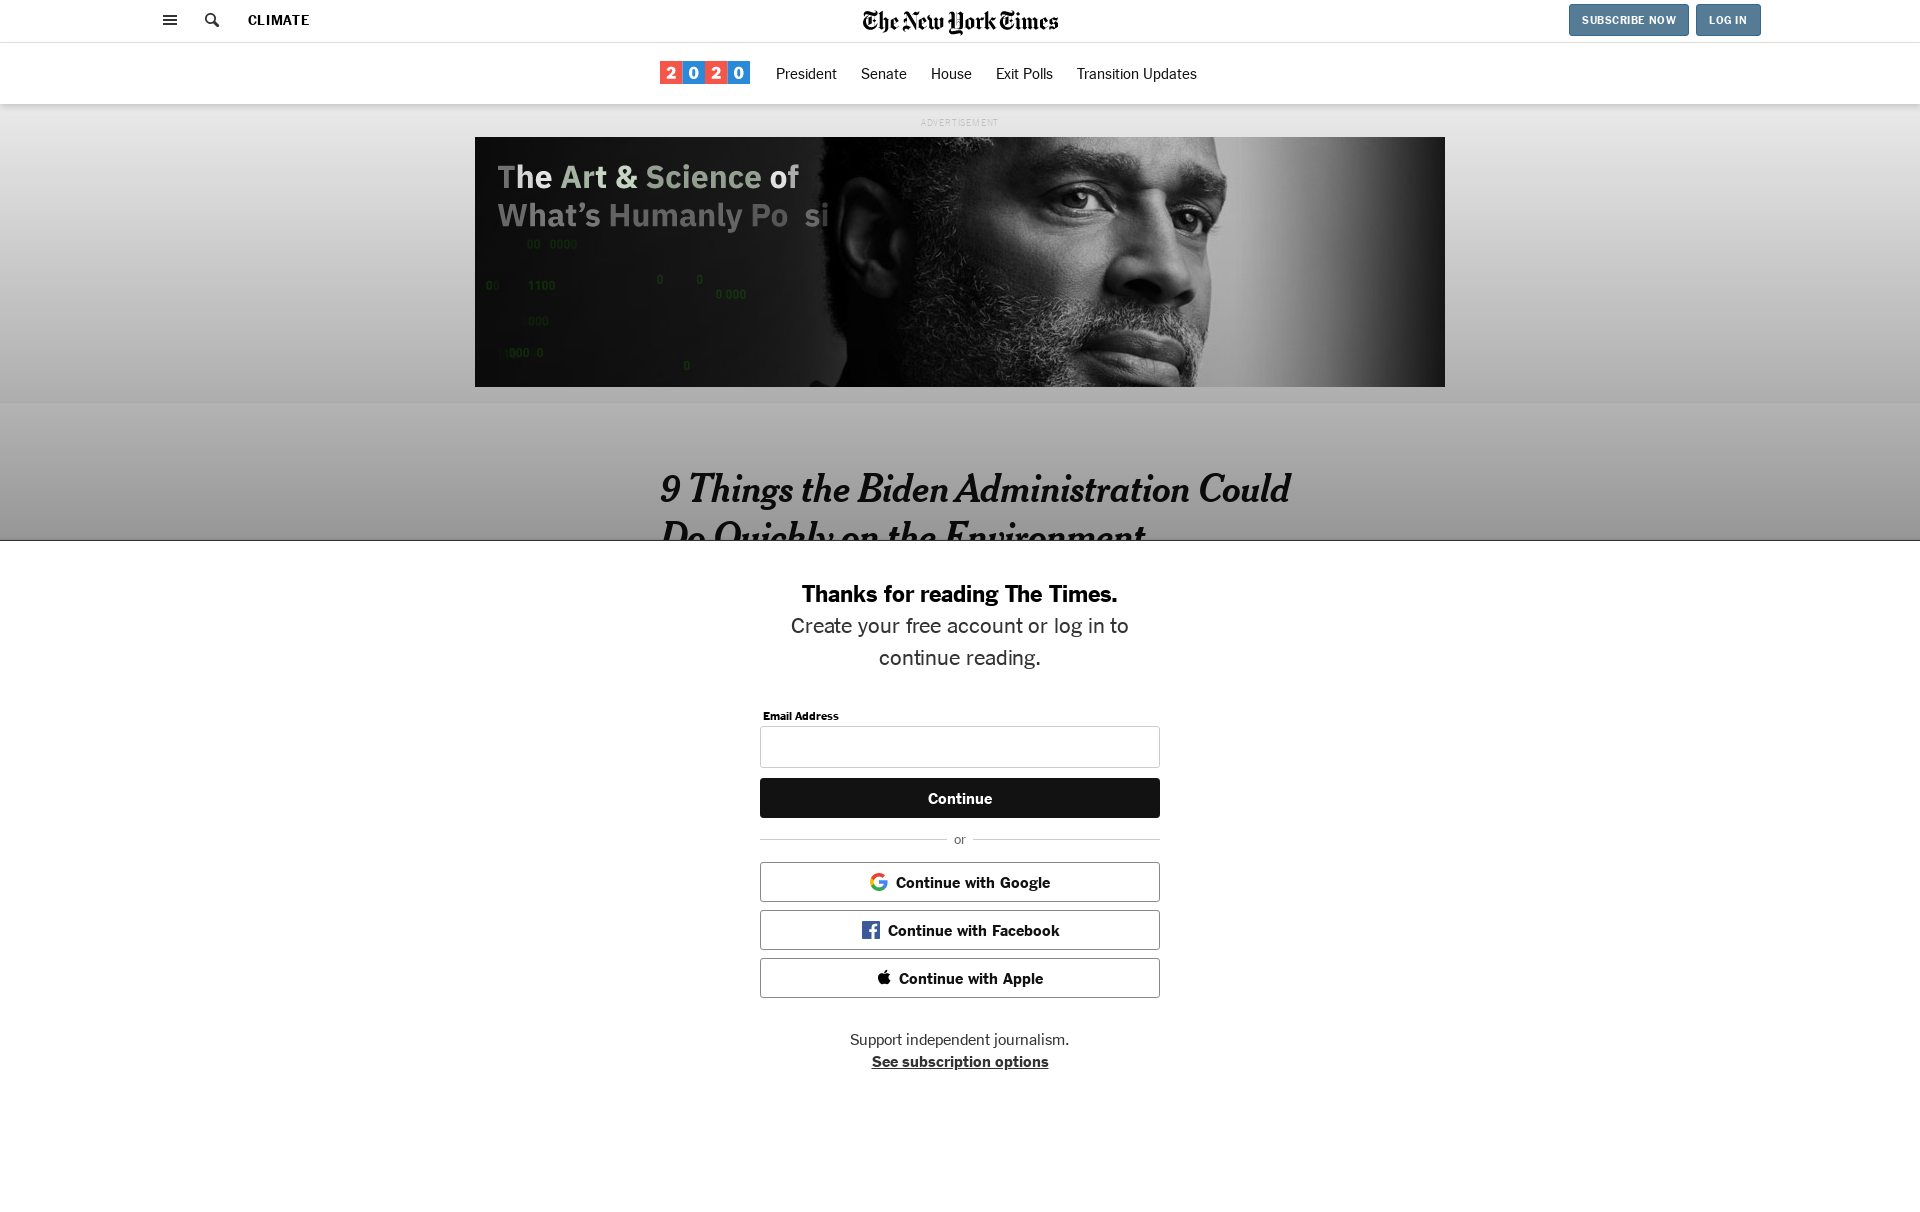 CLIMATE
The New York Times
SUBSCRIBE NOW
LOG IN
2020
President
Senate
House
Exit Polls
Transition Updates
ADVERTISEMENT
The Art & Science of
What's Humanly Po si
00 0000
00 1100 0 0
0 000
000
000 0
0
9 Things the Biden Administration Could
Do Quickly on the Environment
Thanks for reading The Times.
Create your free account or log in to
continue reading.
Email Address
Continue
or
Continue with Google
Continue with Facebook
Continue with Apple
Support independent journalism.
See subscription options